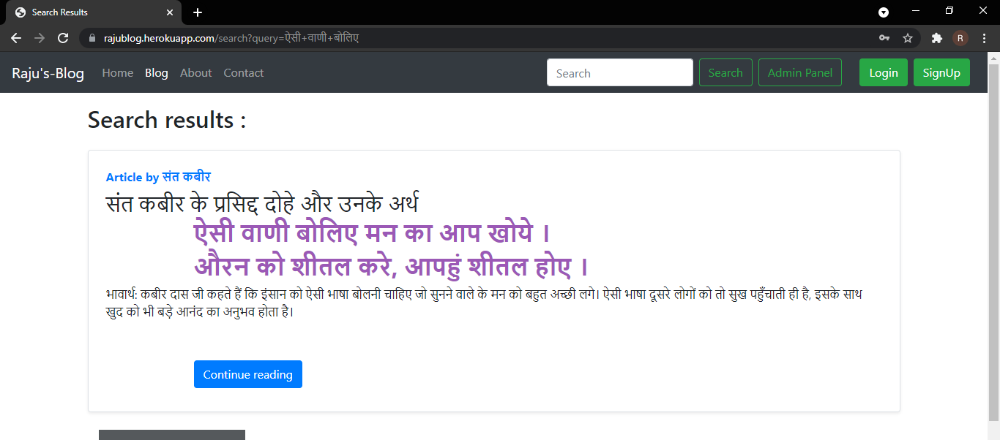 Search Results
rajublog.herokuapp.com/search?query=ऐसी+वाणी+बोलिए
R
Raju's-Blog Home Blog About Contact Search Search Admin Panel Login SignUp
Search results :
Article by संत कबीर
संत कबीर के प्रसिद्द दोहे और उनके अर्थ
ऐसी वाणी बोलिए मन का आप खोये ।
औरन को शीतल करे, आपहुं शीतल होए ।
भावार्थ: कबीर दास जी कहते हैं कि इंसान को ऐसी भाषा बोलनी चाहिए जो सुनने वाले के मन को बहुत अच्छी लगे। ऐसी भाषा दूसरे लोगों को तो सुख पहुँचाती ही है, इसके साथ
खुद को भी बड़े आनंद का अनुभव होता है।
Continue reading